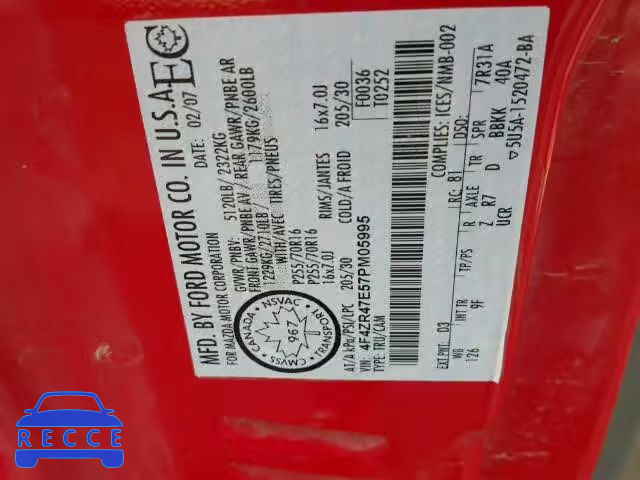 MFD. BY FORD MOTOR CO. IN U.S.A.
FOR MAZDA MOTOR CORPORATION
02/07
GVWR/PNBV: 5120LB/2322KG
FRONT GAWR/PNBE AV / REAR GAWR/PNBE AR
1229KG/2710LB 1179KG/2600LB
WITH/AVEC TIRES/PNEUS
P255/70R16
P255/70R16 RIMS/JANTES 16x7.0J
16x7.0J COLD/A FROID 205/30
AT/A kPa/PSI/LPC 205/30
VIN: 4F4ZR47E57PM05995 F0036
TYPE: TRU/CAM T0252
CANADA
NSVAC
967
TRANSPORT
CMVSS
COMPLIES: ICES/NMB-002
EXT PNT: D3 RC: 81 DSO:
WB INT TR TP/PS R AXLE TR SPR 7R31A
126 9F Z R7 D BBKK 40A
UCR
▽5U5A-1520472-BA
RECCE